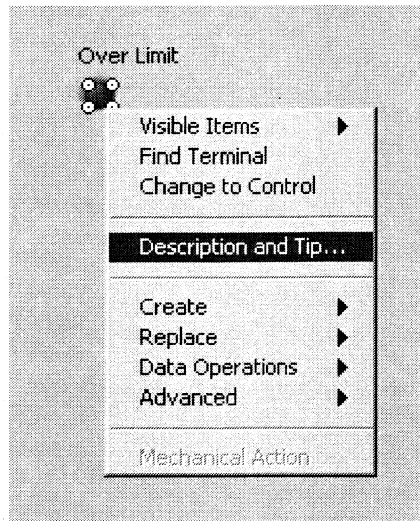 Over Limit
Visible Items
Find Terminal
Change to Control
Description and Tip...
Create
Replace
Data Operations
Advanced
Mechanical Action